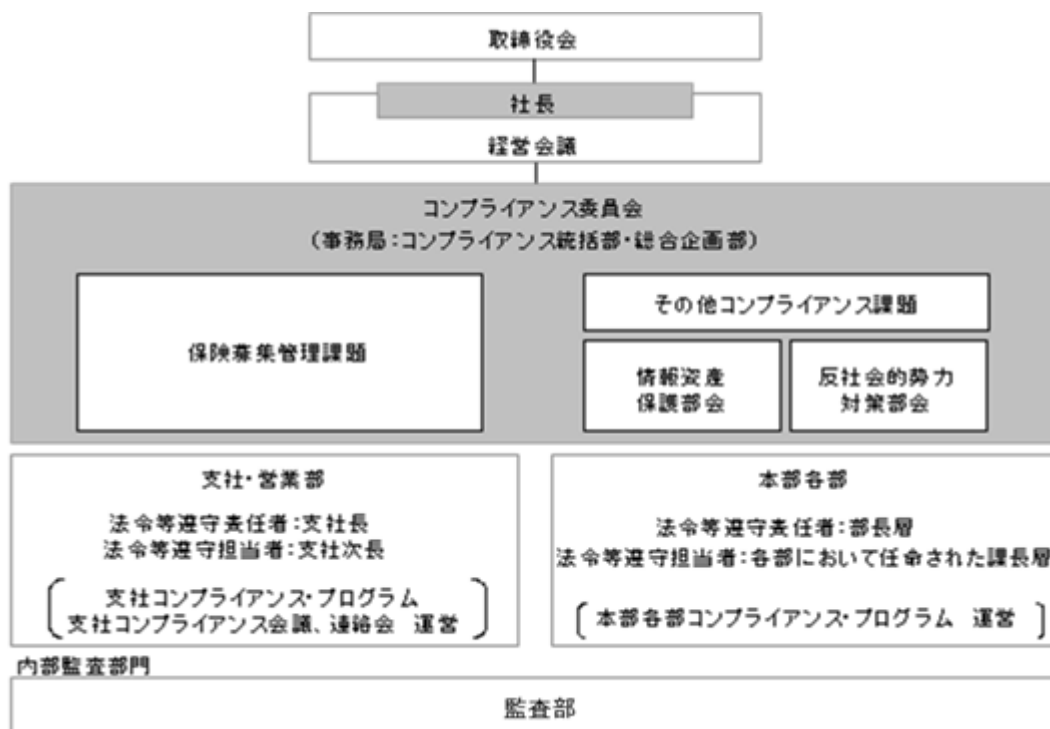 取締役会
社長
経営会議
コンプライアンス委員会
(事務局:コンプライアンス統括部・総合企画部)
保険募集管理課題
その他コンプライアンス課題
情報資産
保護部会
反社会的勢力
対策部会
支社・営業部
法令等遵守責任者:支社長
法令等遵守担当者:支社次長
支社コンプライアンス・プログラム
支社コンプライアンス会議、連絡会 運営
本部各部
法令等遵守責任者:部長層
法令等遵守担当者:各部において任命された課長層
本部各部コンプライアンス・プログラム 運営
内部監査部門
監査部